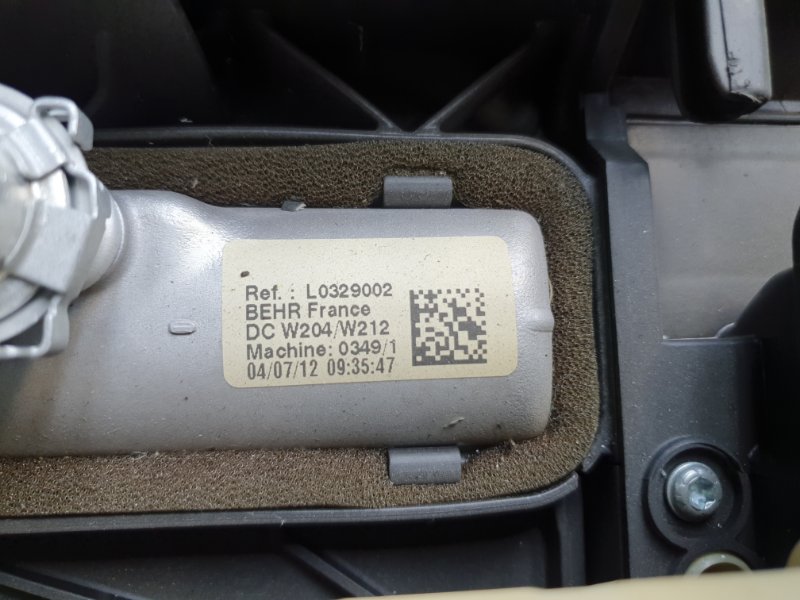 Ref. : L0329002
BEHR France
DC W204/W212
Machine: 0349/1
04/07/12 09:35:47